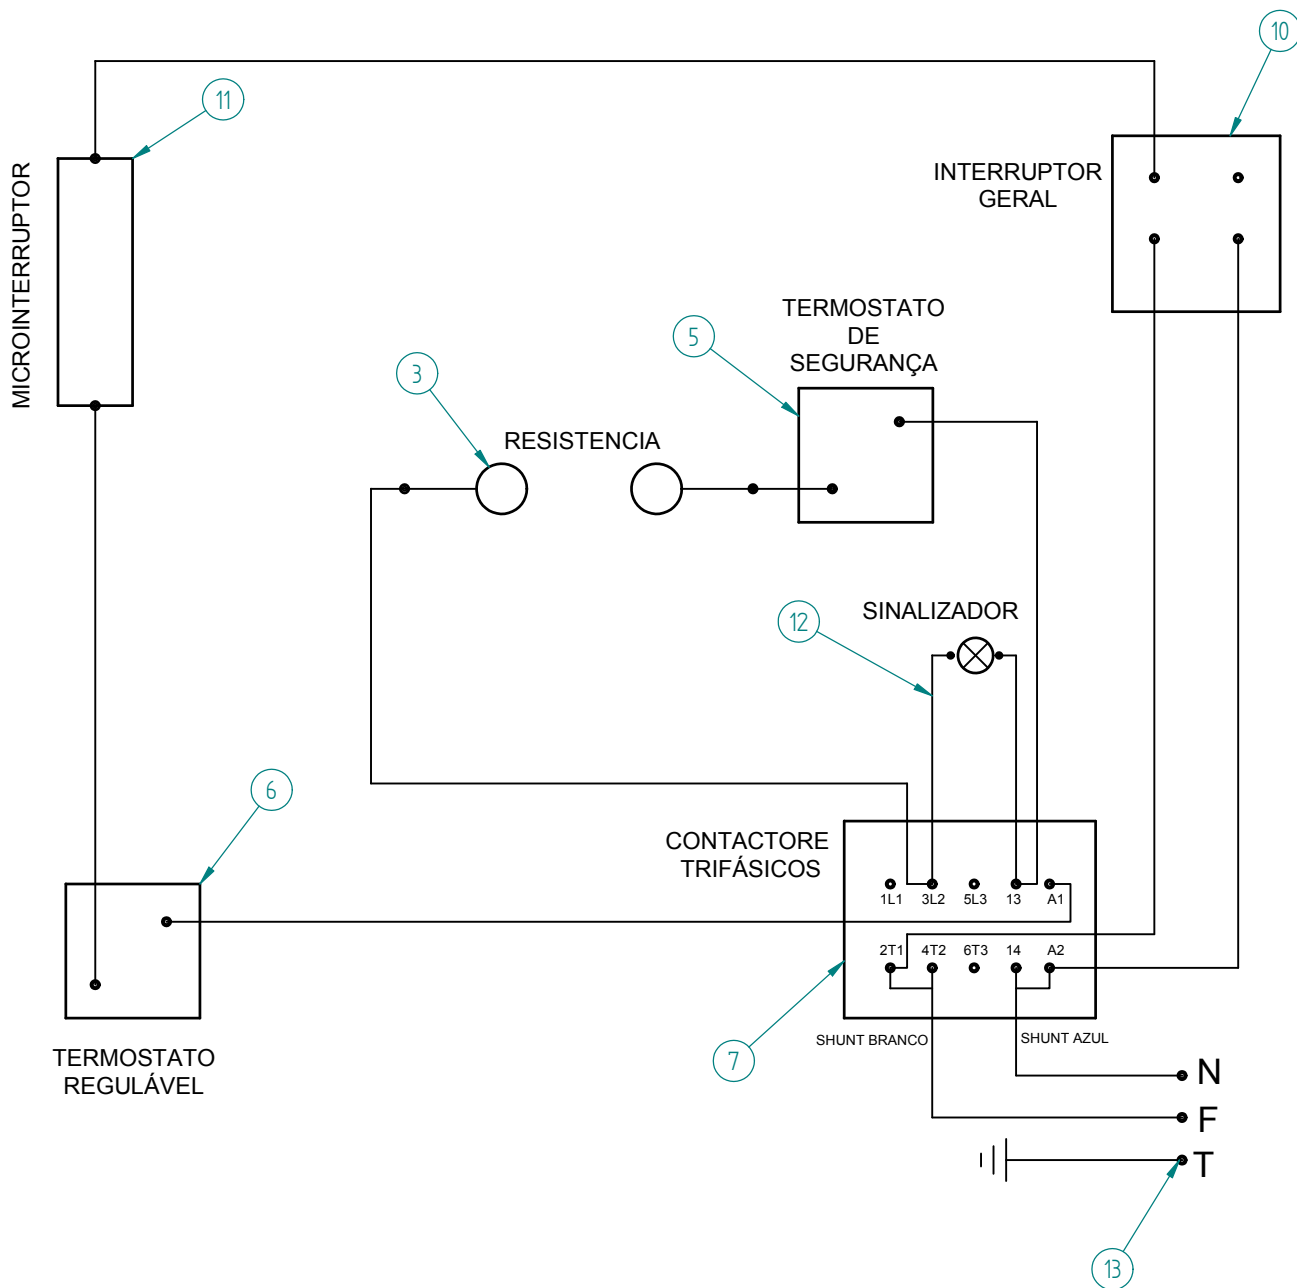 10
11
INTERRUPTOR
GERAL
MICROINTERRUPTOR
TERMOSTATO
DE
SEGURANÇA
5
3
RESISTENCIA
SINALIZADOR
12
6
CONTACTORE
TRIFÁSICOS
1L1 3L2 5L3 13 A1
2T1 4T2 6T3 14 A2
SHUNT BRANCO
SHUNT AZUL
7
TERMOSTATO
REGULÁVEL
N
F
T
13